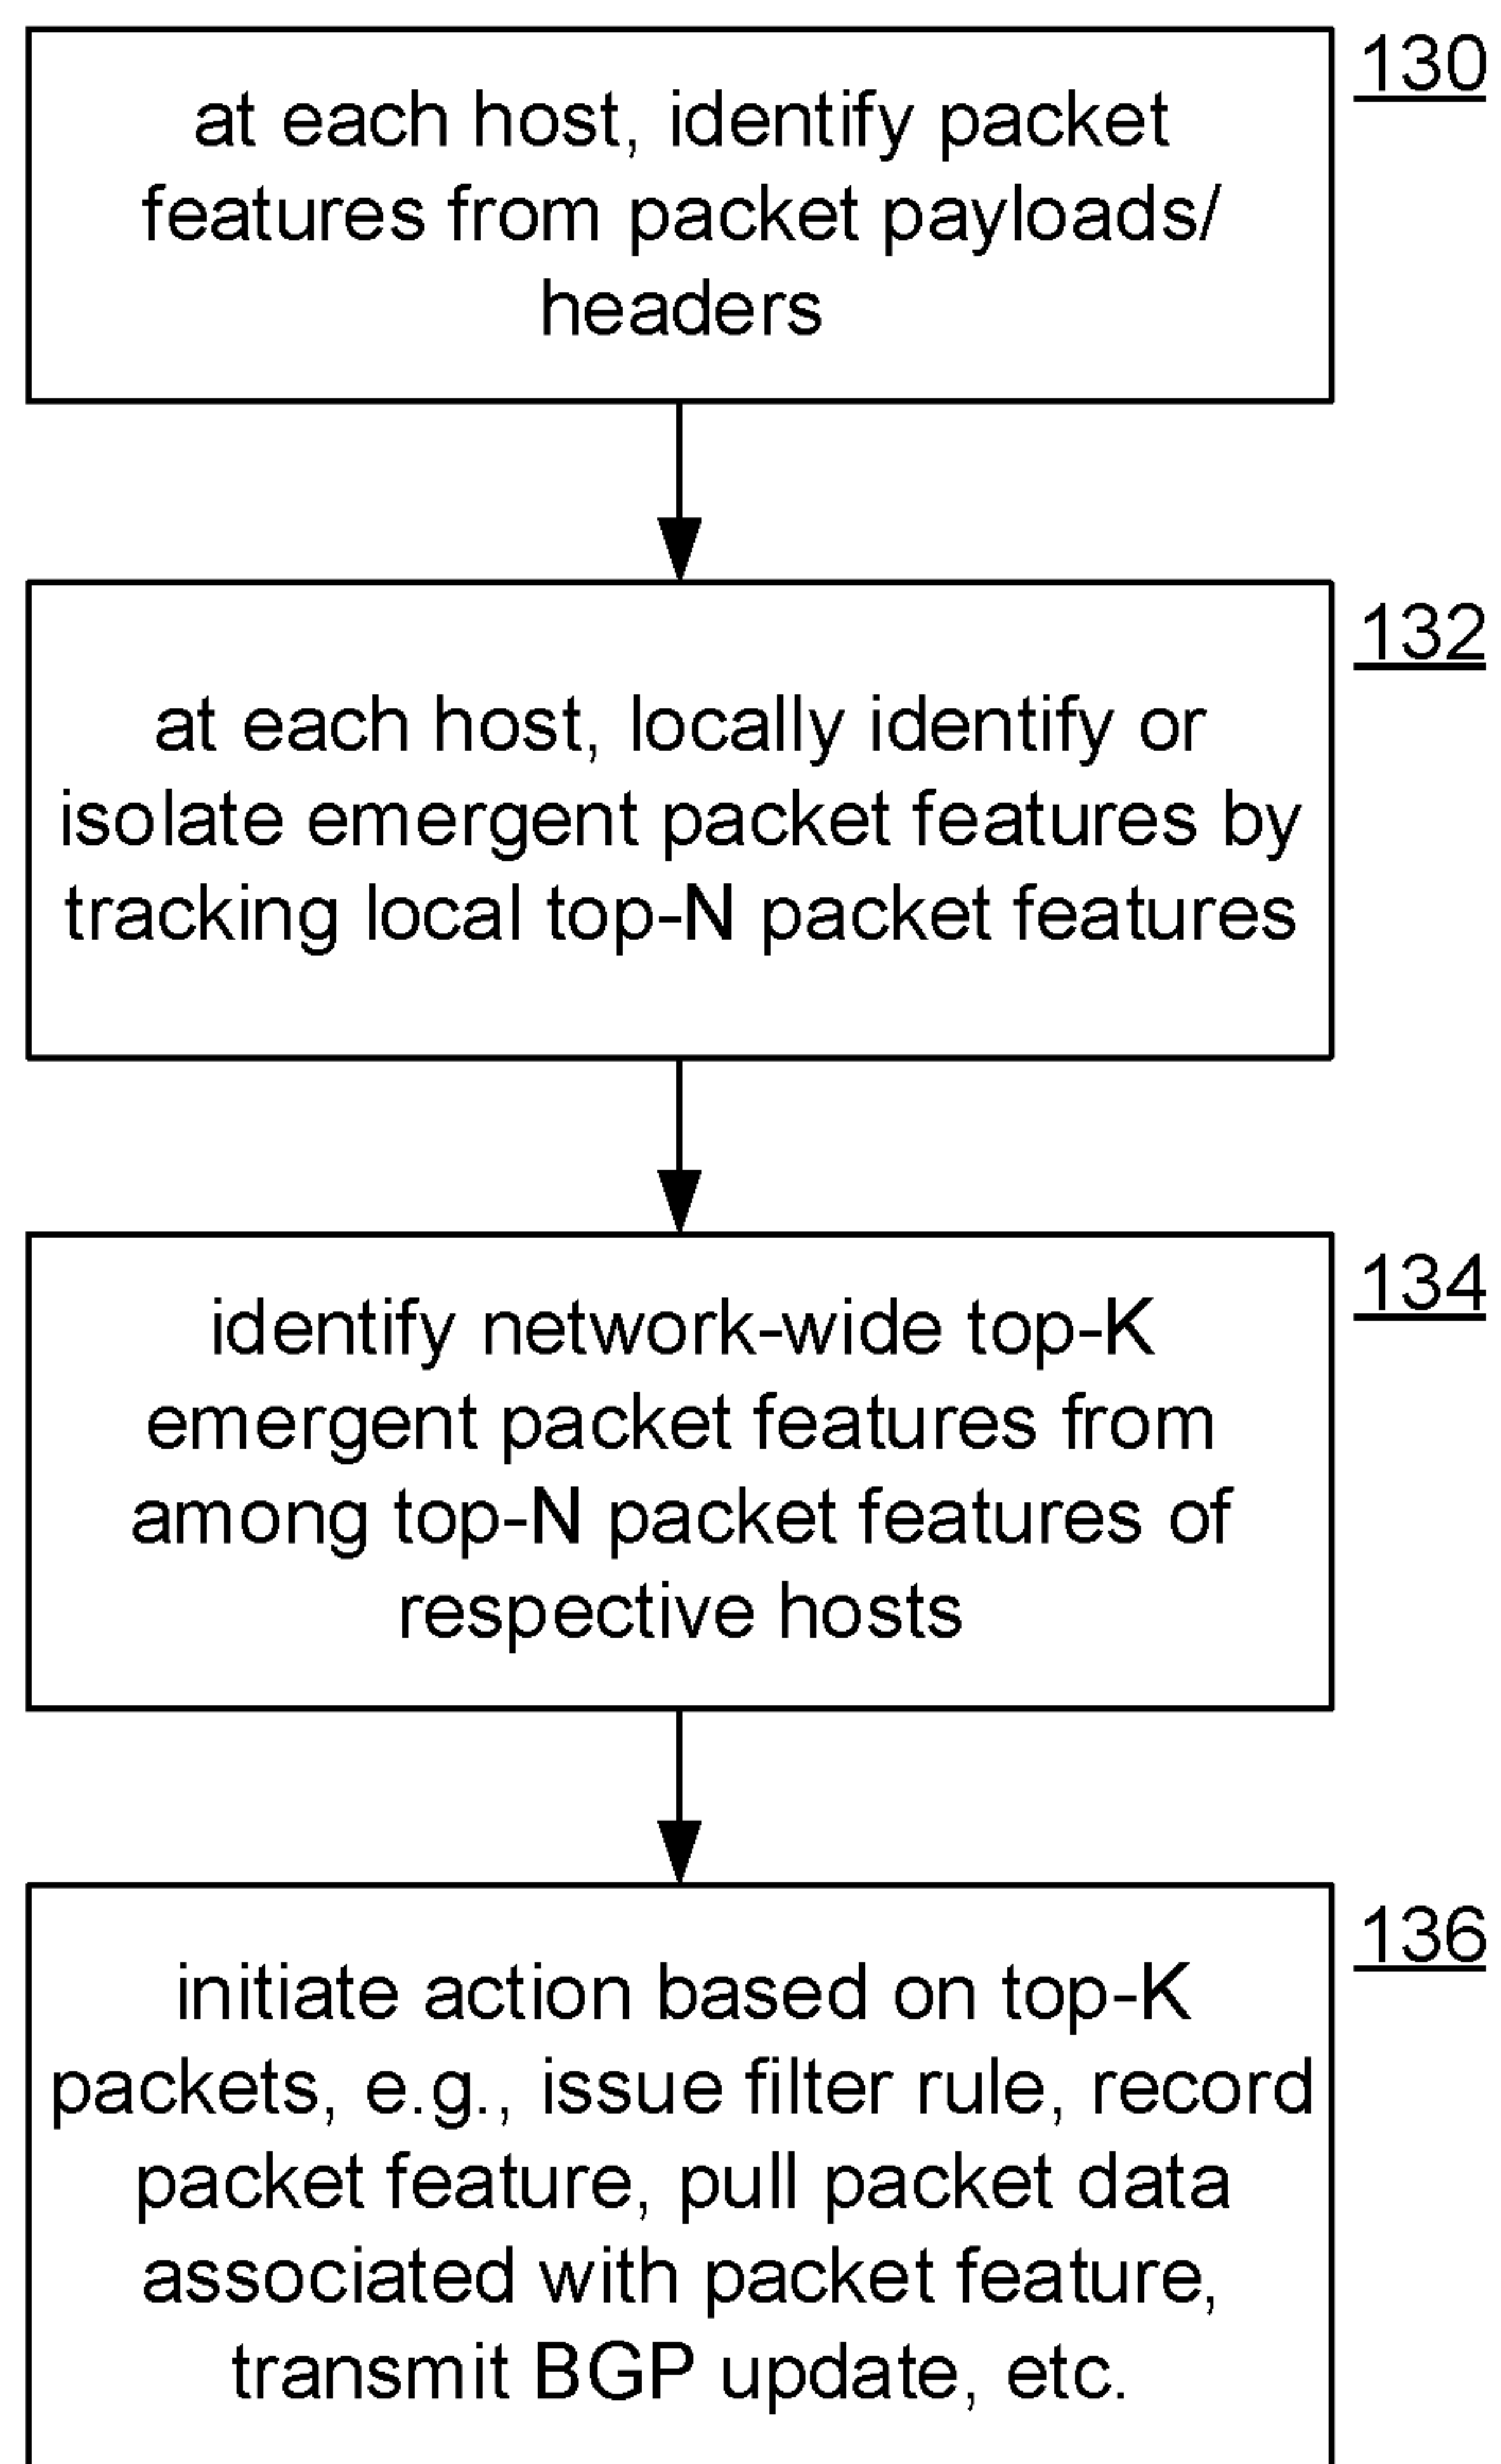 130
at each host, identify packet
features from packet payloads/
headers
132
at each host, locally identify or
isolate emergent packet features by
tracking local top-N packet features
134
identify network-wide top-K
emergent packet features from
among top-N packet features of
respective hosts
136
initiate action based on top-K
packets, e.g., issue filter rule, record
packet feature, pull packet data
associated with packet feature,
transmit BGP update, etc.